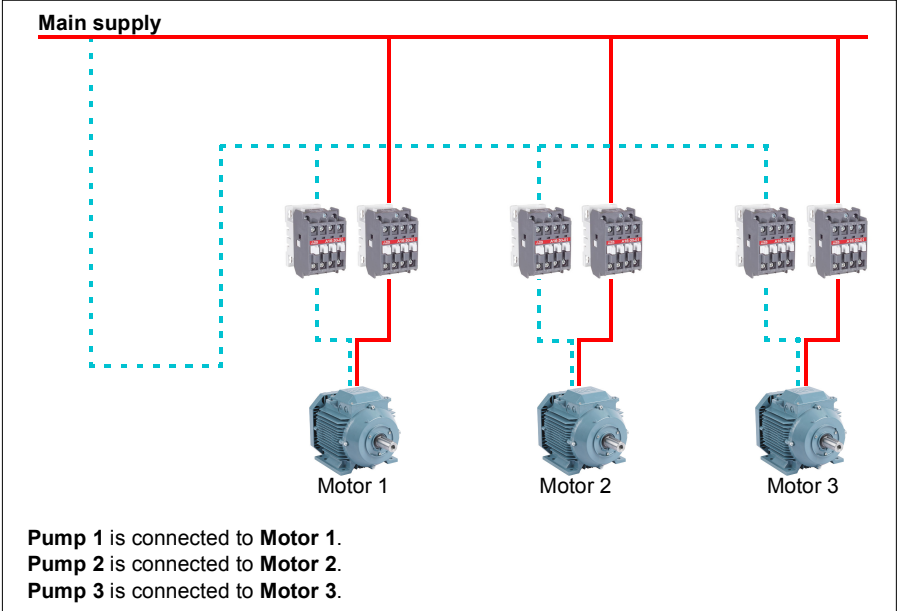 Main supply
Motor 1
Motor 2
Motor 3
Pump 1 is connected to Motor 1.
Pump 2 is connected to Motor 2.
Pump 3 is connected to Motor 3.